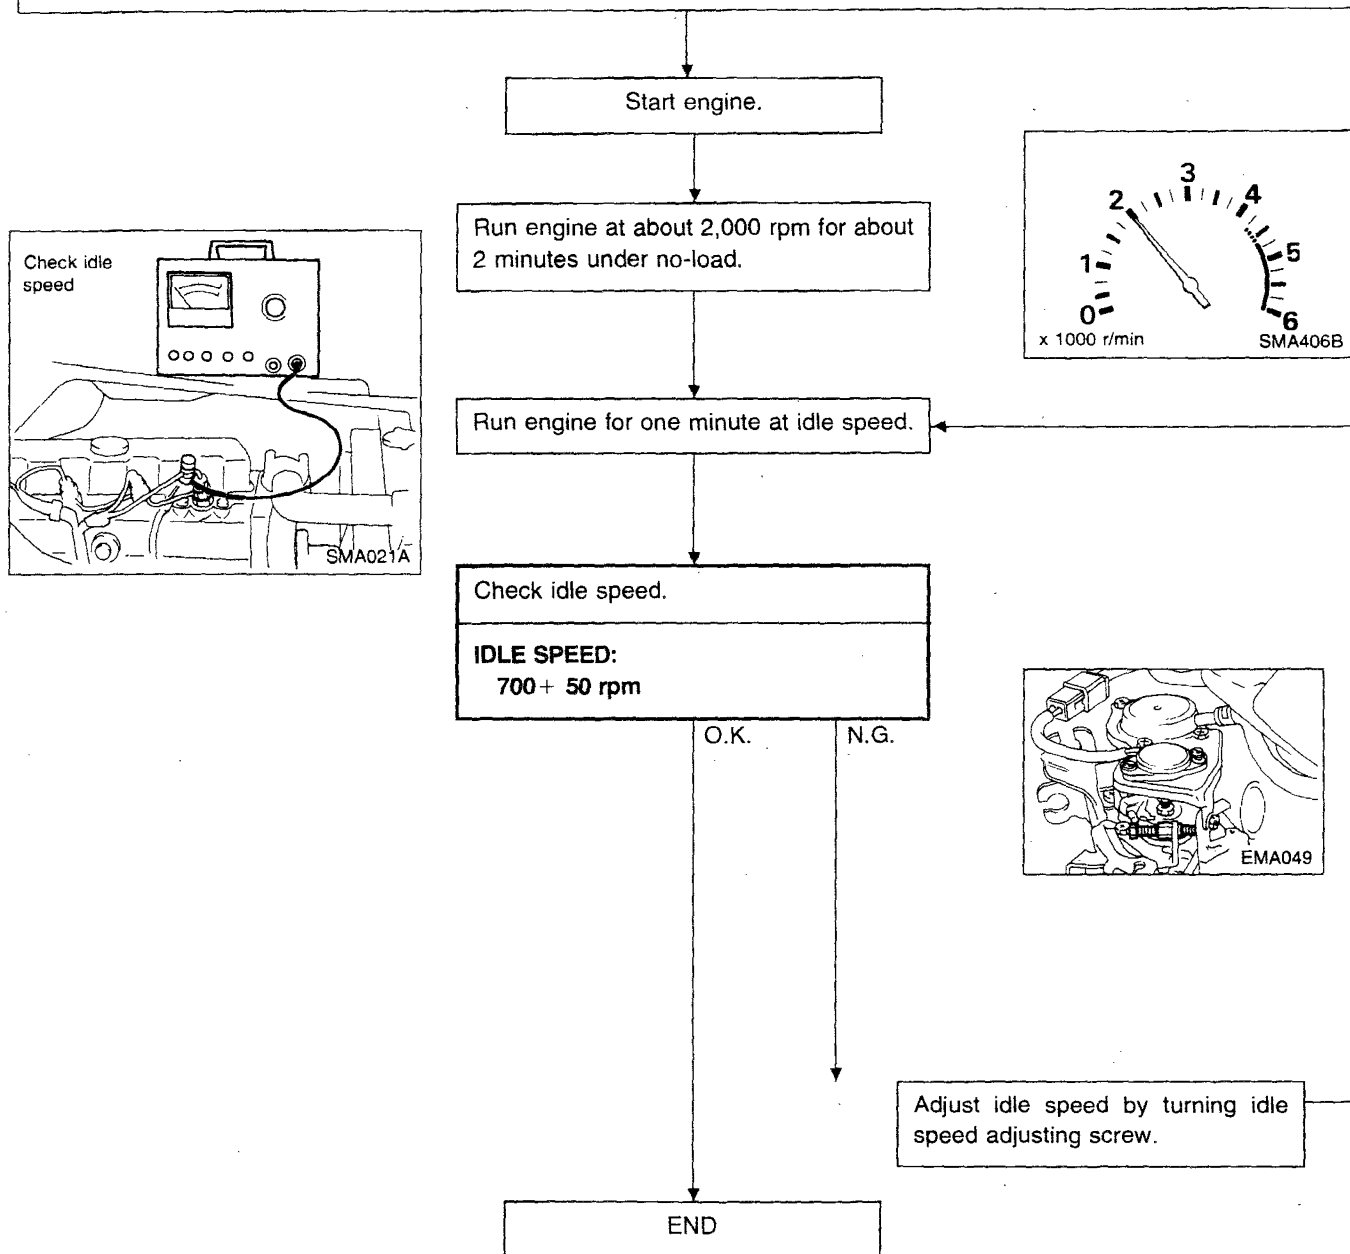 Start engine.
Run engine at about 2,000 rpm for about
2 minutes under no-load.
Check idle
speed
SMA021A
0
1
2
3
4
5
6
x 1000 r/min
SMA406B
Run engine for one minute at idle speed.
Check idle speed.
IDLE SPEED:
700+ 50 rpm
O.K.
N.G.
EMA049
Adjust idle speed by turning idle
speed adjusting screw.
END